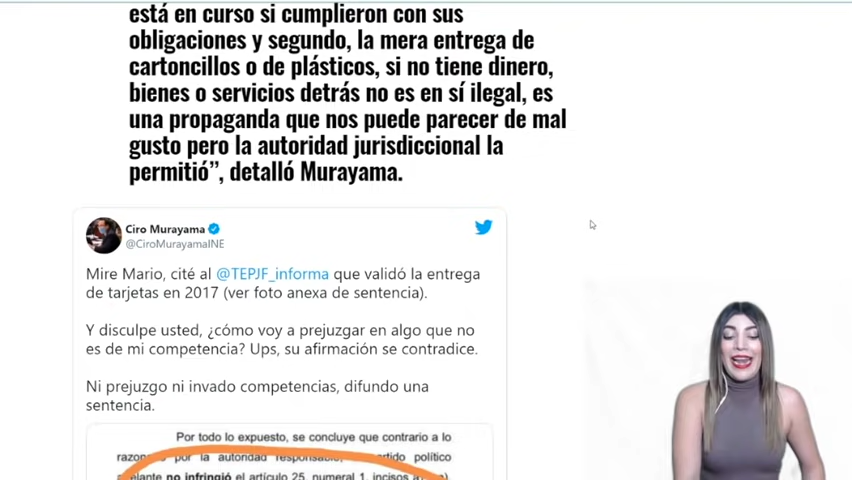 está en curso si cumplieron con sus
obligaciones y segundo, la mera entrega de
cartoncillos o de plásticos, si no tiene dinero,
bienes o servicios detrás no es en sí ilegal, es
una propaganda que nos puede parecer de mal
gusto pero la autoridad jurisdiccional la
permitió”, detalló Murayama.
Ciro Murayama
@CiroMurayamaINE
Mire Mario, cité al @TEPJF_informa que validó la entrega
de tarjetas en 2017 (ver foto anexa de sentencia).
Y disculpe usted, ¿cómo voy a prejuzgar en algo que no
es de mi competencia? Ups, su afirmación se contradice.
Ni prejuzgo ni invado competencias, difundo una
sentencia.
Por todo lo expuesto, se concluye que contrario a lo
por la autoridad político
no infringió el artículo 25, numeral 1, incisos